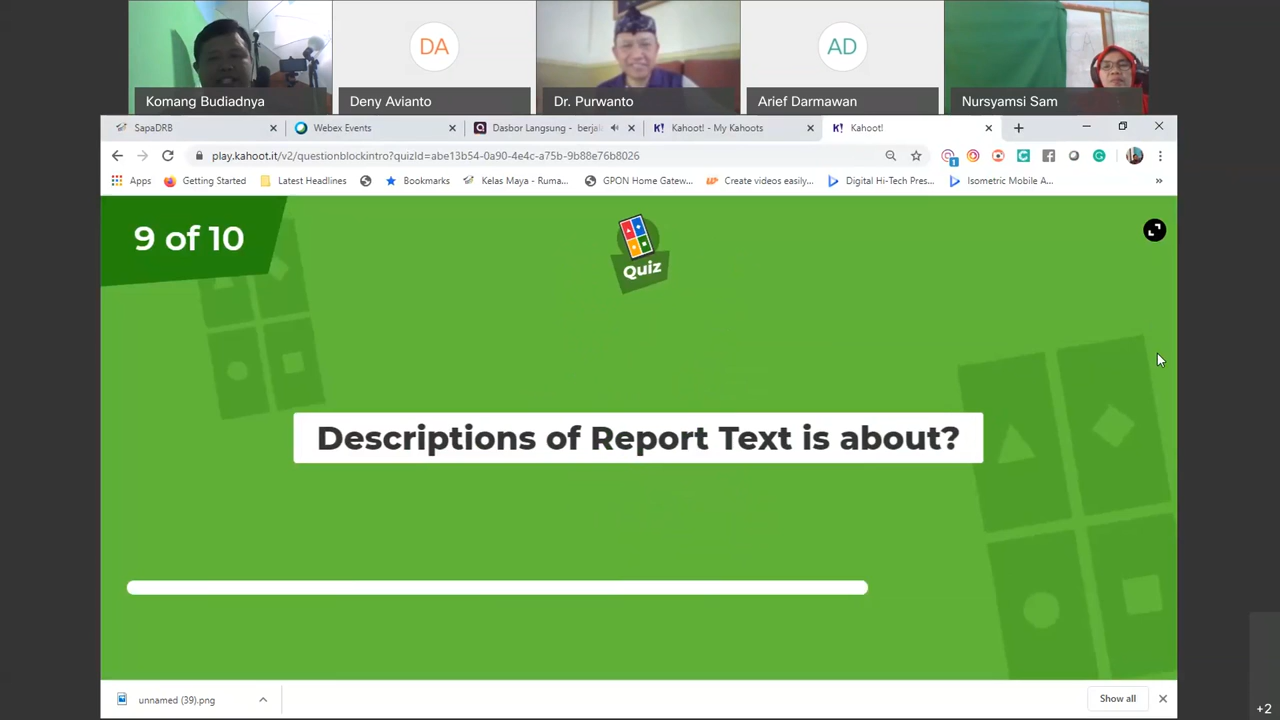 DA
AD
Komang Budiadnya
Deny Avianto
Dr. Purwanto
Arief Darmawan
Nursyamsi Sam
SapaDRB
Webex Events
Dasbor Langsung - berjal
Kahoot! - My Kahoots
Kahoot!
play.kahoot.it/v2/questionblockintro?quizId=abe13b54-0a90-4e4c-a75b-9b88e76b8026
1
Apps
Getting Started
Latest Headlines
Bookmarks
Kelas Maya - Ruma...
GPON Home Gatew...
Create videos easily...
Digital Hi-Tech Pres...
Isometric Mobile A...
»
9 of 10
Quiz
Descriptions of Report Text is about?
unnamed (39).png
Show all
+2